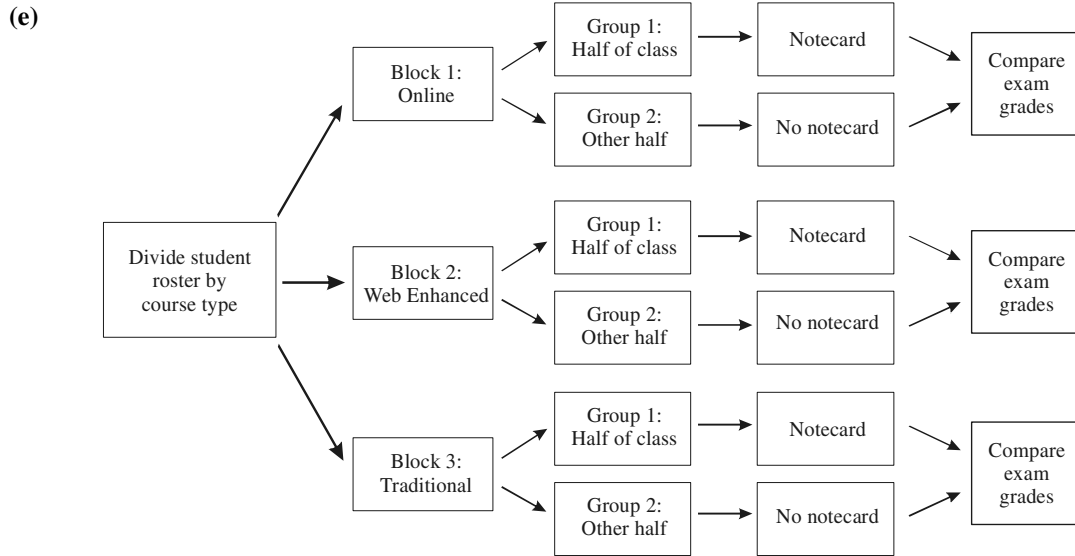 (e)
Divide student
roster by
course type
Block 1:
Online
Group 1:
Half of class
Notecard
Group 2:
Other half
No notecard
Compare
exam
grades
Block 2:
Web Enhanced
Group 1:
Half of class
Notecard
Group 2:
Other half
No notecard
Compare
exam
grades
Block 3:
Traditional
Group 1:
Half of class
Notecard
Group 2:
Other half
No notecard
Compare
exam
grades